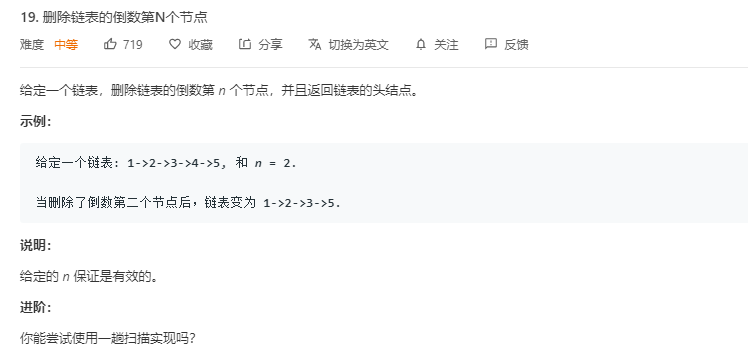 19. 删除链表的倒数第N个节点
难度 中等 719 收藏 分享 切换为英文 关注 反馈
给定一个链表，删除链表的倒数第 n 个节点，并且返回链表的头结点。
示例：
给定一个链表: 1->2->3->4->5, 和 n = 2.
当删除了倒数第二个节点后，链表变为 1->2->3->5.
说明：
给定的 n 保证是有效的。
进阶：
你能尝试使用一趟扫描实现吗？